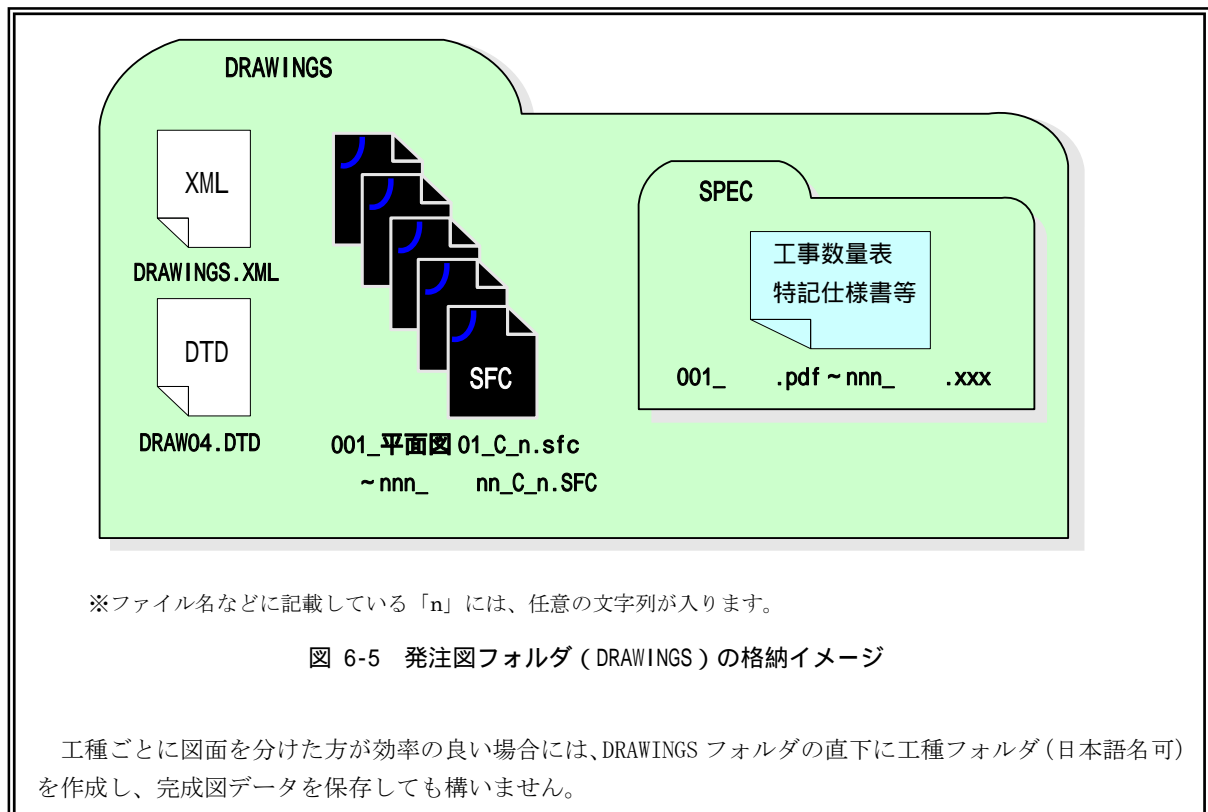 DRAWINGS
XML
DRAWINGS.XML
DTD
DRAW04.DTD
SFC
001_平面図 01_C_n.sfc
~nnn_ nn_C_n.SFC
SPEC
工事数量表
特記仕様書等
001_ .pdf~nnn_ .xxx
※ファイル名などに記載している「n」には、任意の文字列が入ります。
図 6-5 発注図フォルダ(DRAWINGS)の格納イメージ
工種ごとに図面を分けた方が効率の良い場合には、DRAWINGS フォルダの直下に工種フォルダ(日本語名可)
を作成し、完成図データを保存しても構いません。